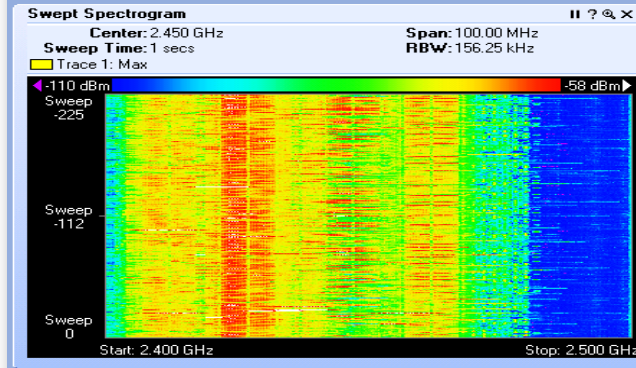 Swept Spectrogram
Center: 2.450 GHz Span: 100.00 MHz
Sweep Time: 1 secs RBW: 156.25 kHz
Trace 1: Max
-110 dBm -58 dBm
Sweep
-225
Sweep
-112
Sweep
0
Start: 2.400 GHz Stop: 2.500 GHz